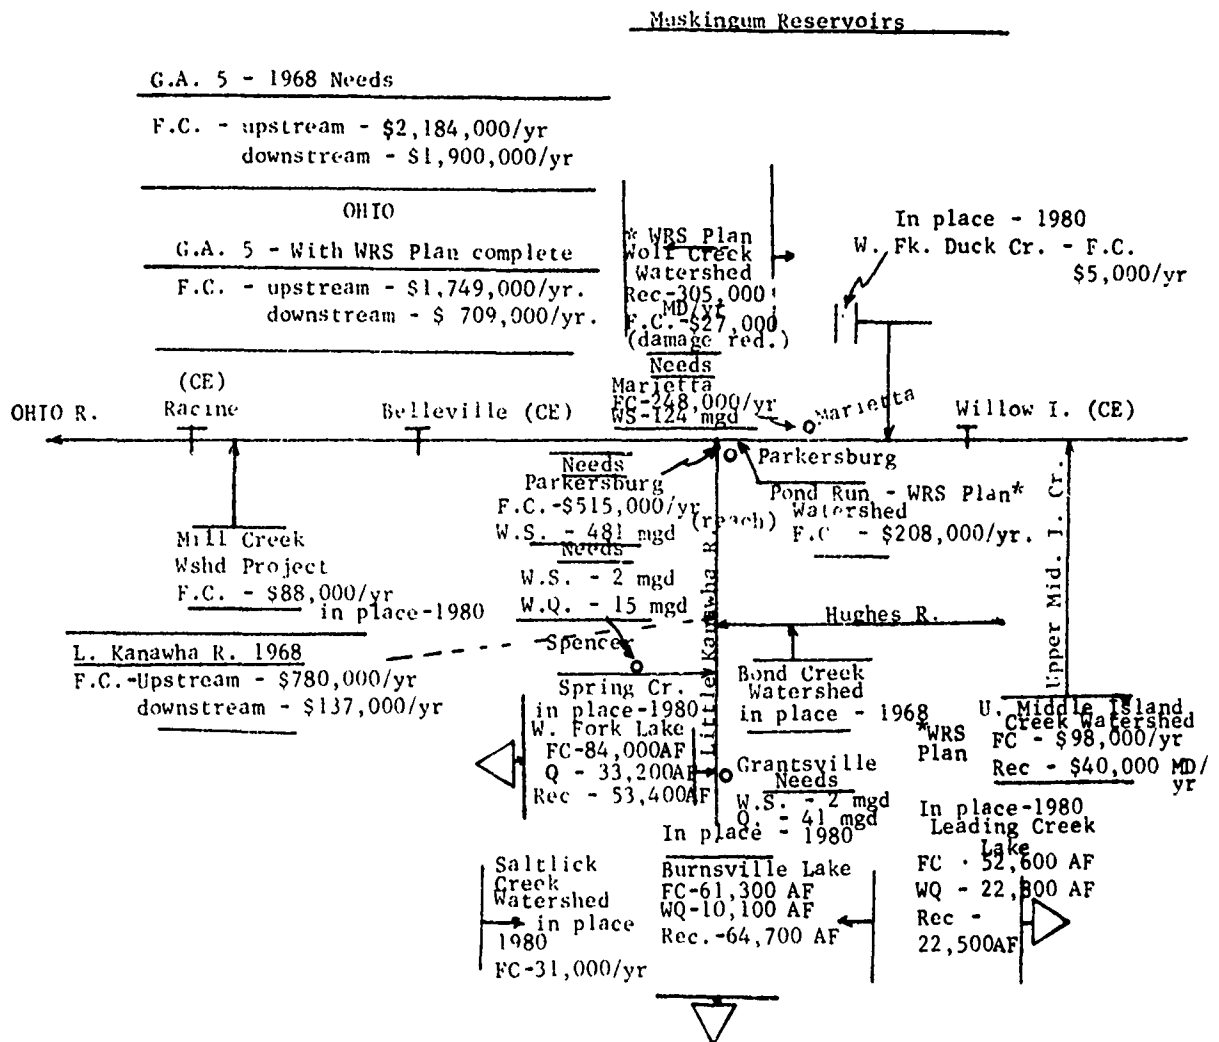 Muskingum Reservoirs
G.A. 5 - 1968 Needs
F.C. - upstream - $2,184,000/yr
downstream - $1,900,000/yr
OHIO
G.A. 5 - With WRS Plan complete
F.C. - upstream - $1,749,000/yr.
downstream - $ 709,000/yr.
* WRS Plan
Wolf Creek
Watershed
Rec-305,000
MD/yr
F.C.-$27,000
(damage red.)
In place - 1980
W. Fk. Duck Cr. - F.C.
$5,000/yr
Needs
Marietta
FC-248,000/yr
WS-124 mgd
Marietta
OHIO R.
(CE)
Racine
Belleville (CE)
Willow I. (CE)
Parkersburg
Needs
Parkersburg
F.C.-$515,000/yr
(reach)
W.S. - 481 mgd
Pond Run - WRS Plan*
Watershed
F.C - $208,000/yr.
Needs
W.S. - 2 mgd
W.Q. - 15 mgd
Spencer
Mill Creek
Wshd Project
F.C. - $88,000/yr
in place-1980
L. Kanawha R. 1968
F.C.-Upstream - $780,000/yr
downstream - $137,000/yr
Little Kanawha R.
Hughes R.
Upper Mid. I. Cr.
Spring Cr.
in place-1980
W. Fork Lake
FC-84,000AF
Q - 33,200AF
Rec - 53,400AF
Bond Creek
Watershed
in place - 1968
Grantsville
Needs
W.S. - 2 mgd
Q. - 41 mgd
U. Middle Island
Creek Watershed
*WRS
Plan
FC - $98,000/yr
Rec - $40,000 MD/
yr
In place - 1980
Burnsville Lake
FC-61,300 AF
WQ-10,100 AF
Rec.-64,700 AF
In place-1980
Leading Creek
Lake
FC - 52,600 AF
WQ - 22,800 AF
Rec -
22,500AF
Saltlick
Creek
Watershed
in place
1980
FC-31,000/yr